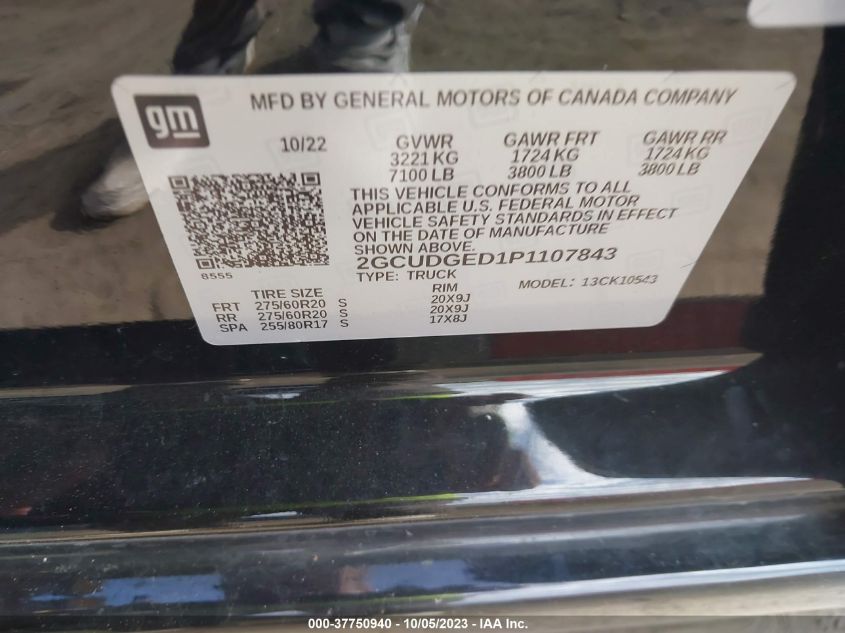 gm
MFD BY GENERAL MOTORS OF CANADA COMPANY
10/22 GVWR GAWR FRT GAWR RR
3221 KG 1724 KG 1724 KG
7100 LB 3800 LB 3800 LB
THIS VEHICLE CONFORMS TO ALL
APPLICABLE U.S. FEDERAL MOTOR
VEHICLE SAFETY STANDARDS IN EFFECT
ON THE DATE OF MANUFACTURE
SHOWN ABOVE.
8555
2GCUDGED1P1107843
TYPE: TRUCK MODEL: 13CK10543
TIRE SIZE RIM
FRT 275/60R20 S 20X9J
RR 275/60R20 S 20X9J
SPA 255/80R17 S 17X8J
000-37750940 - 10/05/2023 - IAA Inc.